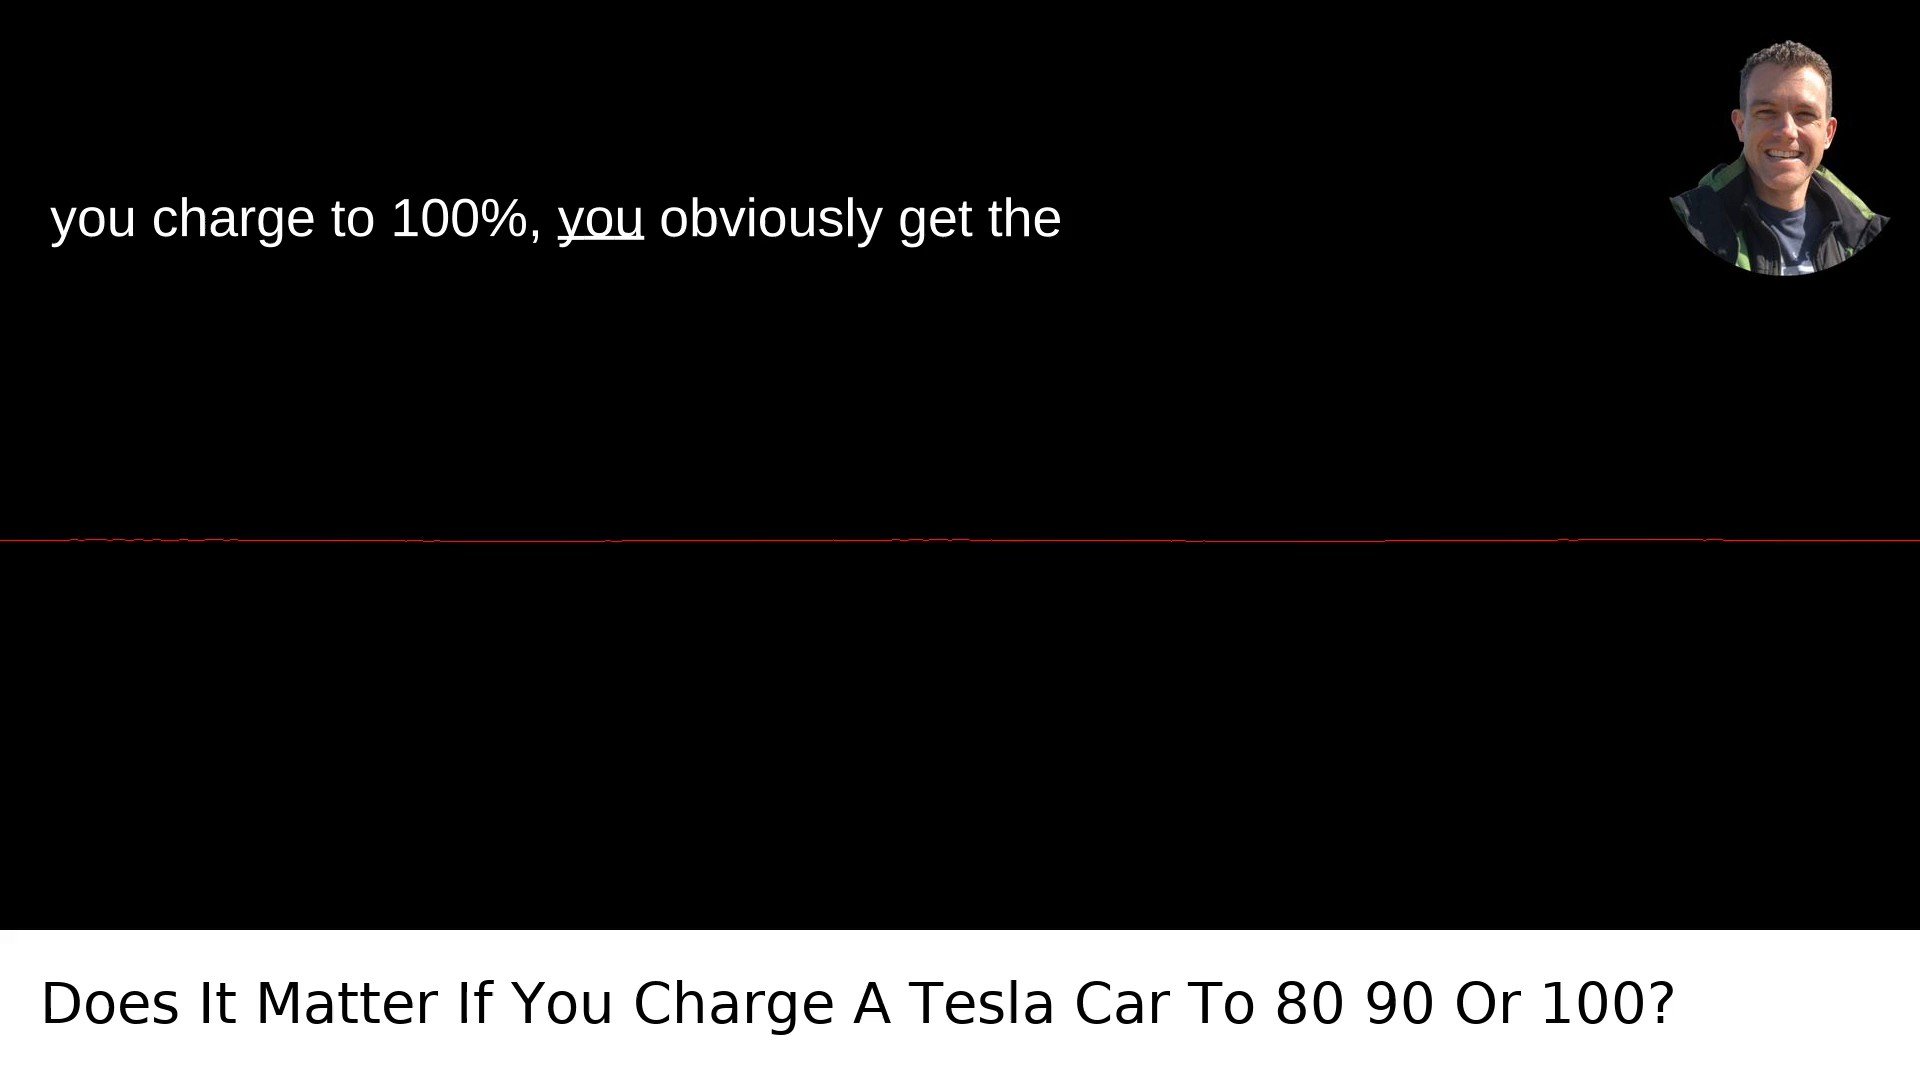 you charge to 100%, you obviously get the
Does It Matter If You Charge A Tesla Car To 80 90 Or 100?